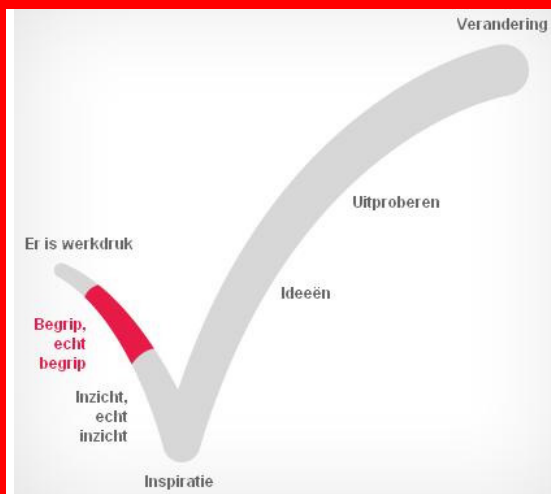 Verandering
Uitproberen
Er is werkdruk
Ideeën
Begrip,
echt
begrip
Inzicht,
echt
inzicht
Inspiratie